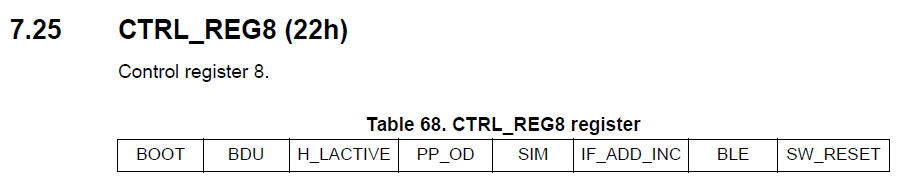 7.25 CTRL_REG8 (22h)
Control register 8.
Table 68. CTRL_REG8 register
BOOT BDU H_LACTIVE PP_OD SIM IF_ADD_INC BLE SW_RESET